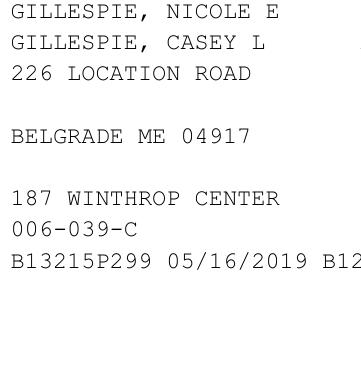 GILLESPIE, NICOLE E
GILLESPIE, CASEY L
226 LOCATION ROAD
BELGRADE ME 04917
187 WINTHROP CENTER
006-039-C
B13215P299 05/16/2019 B12